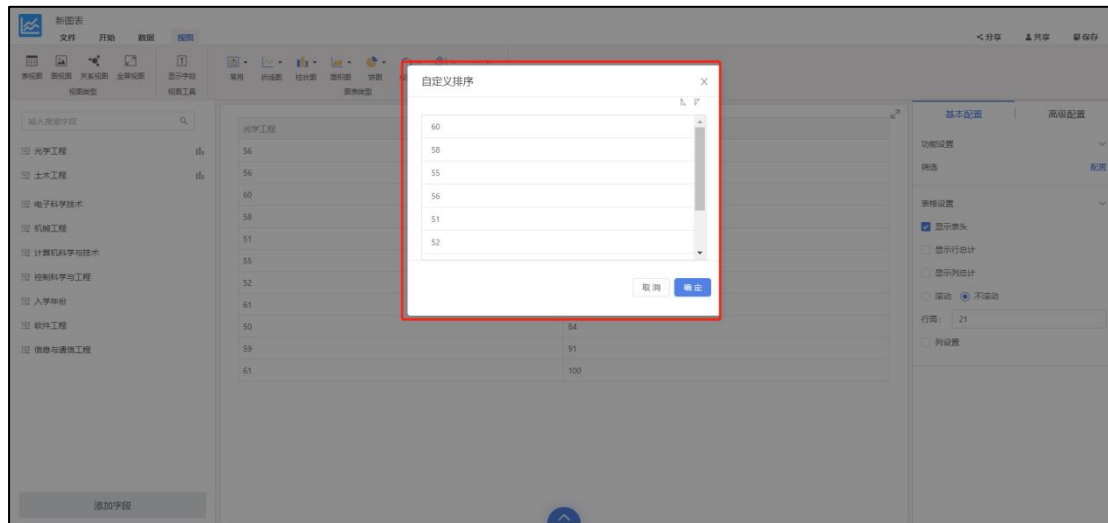 新图表
文件 开始 数据 视图
分享 共享 保存
表视图 图视图 关系视图 全屏视图 显示字段 常用 折线图 柱状图 面积图 饼图
视图类型 视图工具 图表类型
自定义排序
60
58
55
56
51
52
取消 确定
输入搜索字段
光学工程
土木工程
电子科学技术
机械工程
计算机科学与技术
控制科学与工程
入学年份
软件工程
信息与通信工程
添加字段
光学工程
56
56
60
58
51
55
52
61
50 84
59 91
61 100
基本配置 高级配置
功能设置
筛选 配置
表格设置
显示表头
显示行总计
显示列总计
滚动 不滚动
行高: 21
列设置